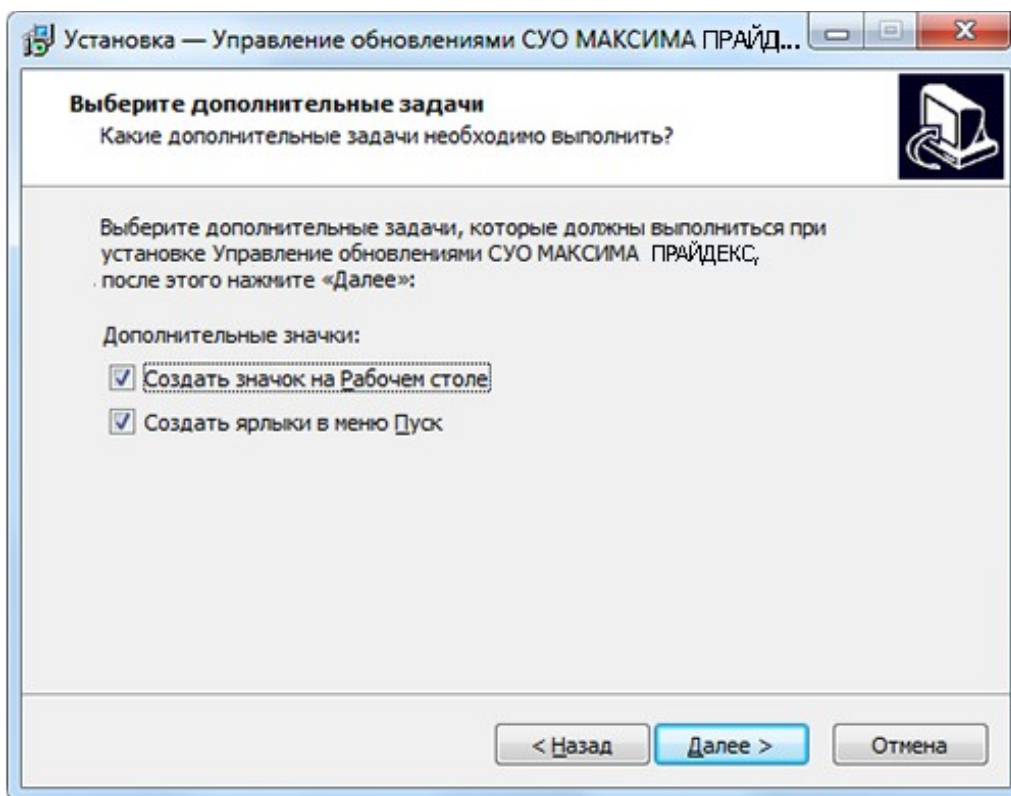 Установка — Управление обновлениями СУО МАКСИМА ПРАЙД...
Выберите дополнительные задачи
Какие дополнительные задачи необходимо выполнить?
Выберите дополнительные задачи, которые должны выполниться при
установке Управление обновлениями СУО МАКСИМА ПРАЙДЕКС,
после этого нажмите «Далее»:
Дополнительные значки:
Создать значок на Рабочем столе
Создать ярлыки в меню Пуск
< Назад
Далее >
Отмена